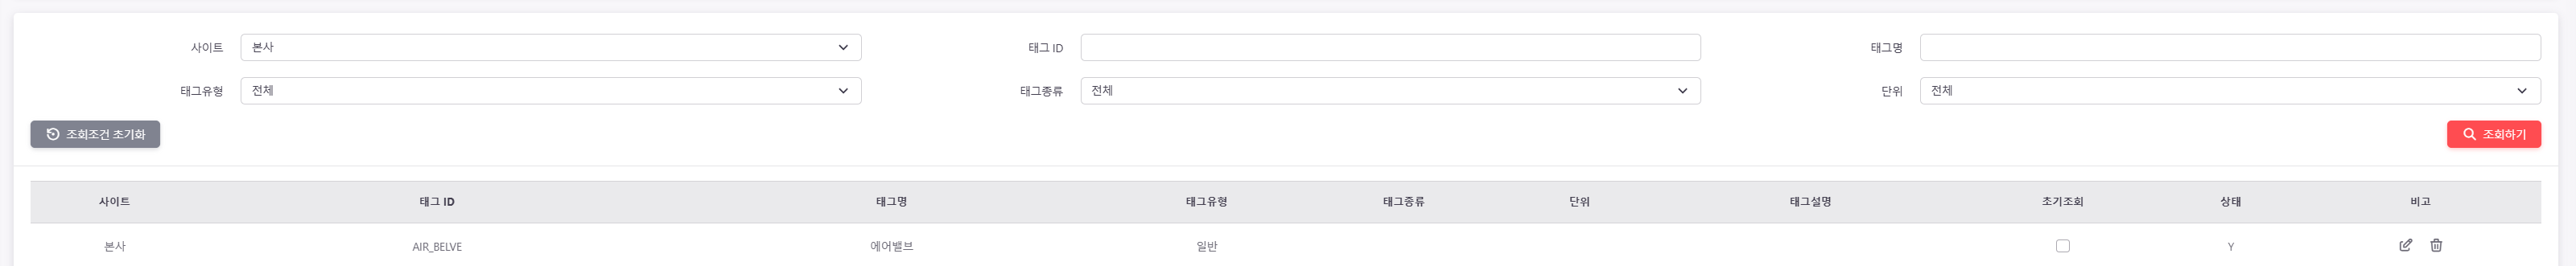 사이트 본사 태그 ID 태그명
태그유형 전체 태그종류 전체 단위 전체
조회조건 초기화 조회하기
사이트 태그 ID 태그명 태그유형 태그종류 단위 태그설명 초기조회 상태 비고
본사 AIR_BELVE 에어밸브 일반 Y